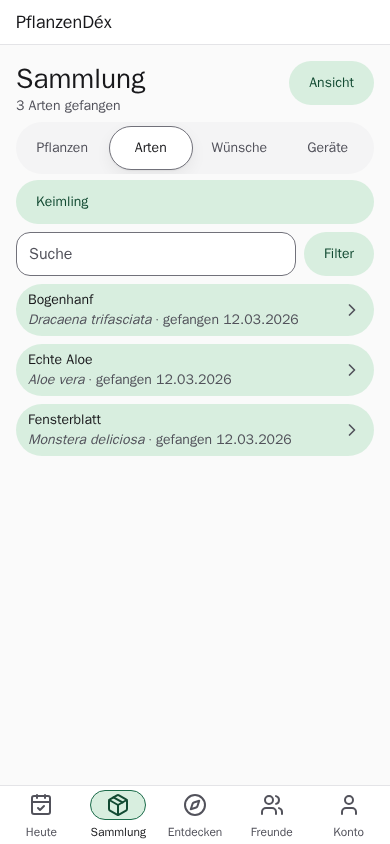 PflanzenDéx
Sammlung
Ansicht
3 Arten gefangen
Pflanzen Arten Wünsche Geräte
Keimling
Suche
Filter
Bogenhanf
Dracaena trifasciata · gefangen 12.03.2026
Echte Aloe
Aloe vera · gefangen 12.03.2026
Fensterblatt
Monstera deliciosa · gefangen 12.03.2026
Heute Sammlung Entdecken Freunde Konto